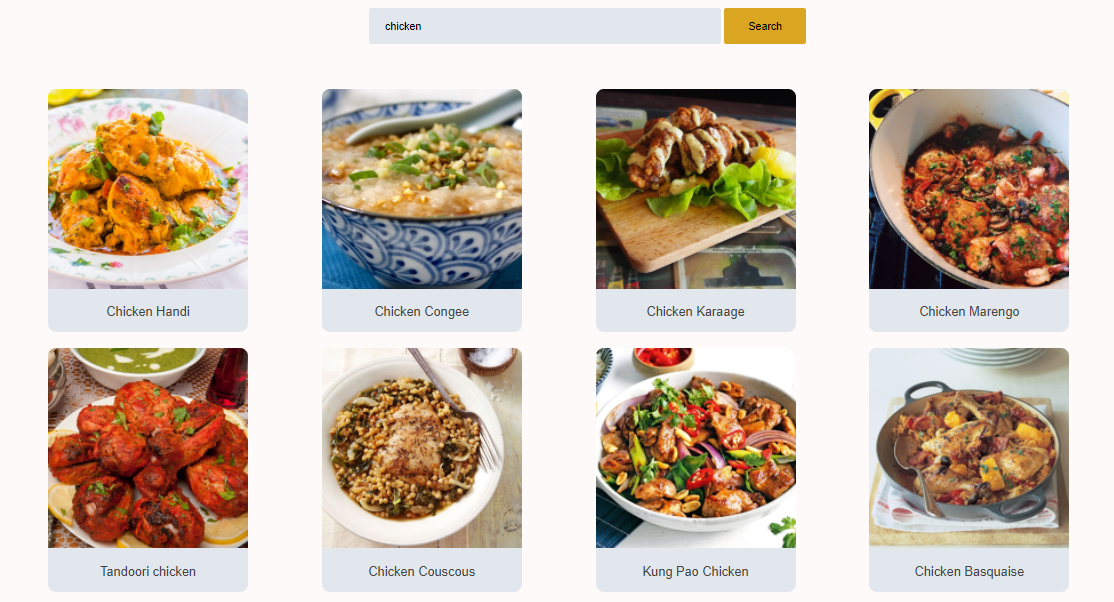 chicken
Search
Chicken Handi
Chicken Congee
Chicken Karaage
Chicken Marengo
Tandoori chicken
Chicken Couscous
Kung Pao Chicken
Chicken Basquaise